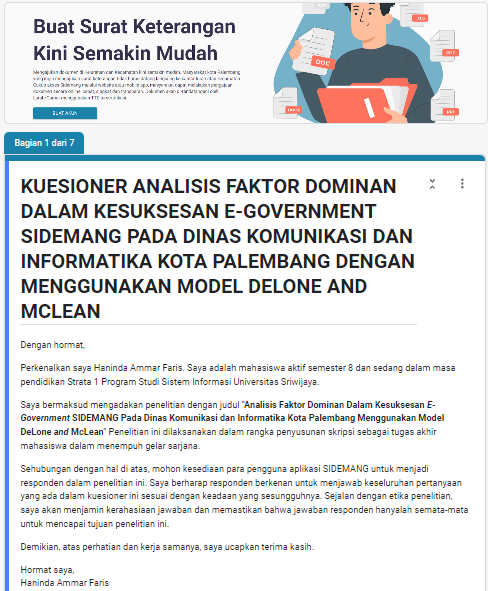 Buat Surat Keterangan
Kini Semakin Mudah
BUAT AKUN
DOC
DOCX
Bagian 1 dari 7
KUESIONER ANALISIS FAKTOR DOMINAN
DALAM KESUKSESAN E-GOVERNMENT
SIDEMANG PADA DINAS KOMUNIKASI DAN
INFORMATIKA KOTA PALEMBANG DENGAN
MENGGUNAKAN MODEL DELONE AND
MCLEAN
Dengan hormat,
Perkenalkan saya Haninda Ammar Faris. Saya adalah mahasiswa aktif semester 8 dan sedang dalam masa
pendidikan Strata 1 Program Studi Sistem Informasi Universitas Sriwijaya.
Saya bermaksud mengadakan penelitian dengan judul "Analisis Faktor Dominan Dalam Kesuksesan E-
Government SIDEMANG Pada Dinas Komunikasi dan Informatika Kota Palembang Menggunakan Model
DeLone and McLean" Penelitian ini dilaksanakan dalam rangka penyusunan skripsi sebagai tugas akhir
mahasiswa dalam menempuh gelar sarjana.
Sehubungan dengan hal di atas, mohon kesediaan para pengguna aplikasi SIDEMANG untuk menjadi
responden dalam penelitian ini. Saya berharap responden berkenan untuk menjawab keseluruhan pertanyaan
yang ada dalam kuesioner ini sesuai dengan keadaan yang sesungguhnya. Sejalan dengan etika penelitian,
saya akan menjamin kerahasiaan jawaban dan memastikan bahwa jawaban responden hanyalah semata-mata
untuk mencapai tujuan penelitian ini.
Demikian, atas perhatian dan kerja samanya, saya ucapkan terima kasih.
Hormat saya,
Haninda Ammar Faris